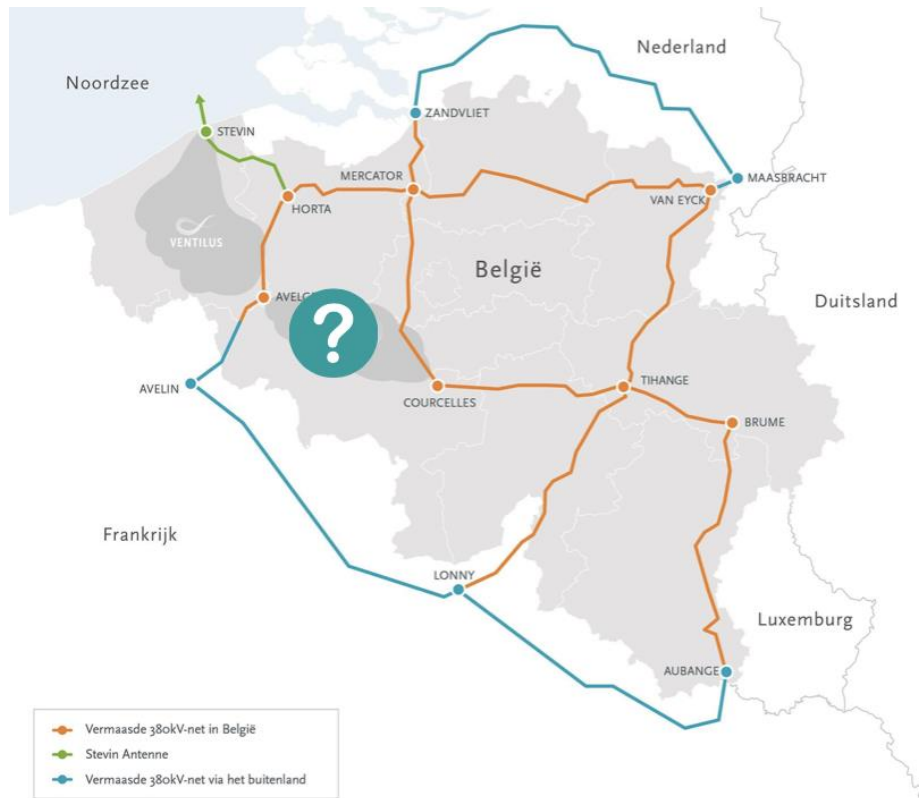 Nederland
Noordzee
ZANDVLIET
STEVIN
MERCATOR
MAASBRACHT
VAN EYCK
HORTA
VENTILUS
België
Duitsland
?
AVELIN
TIHANGE
COURCELLES
BRUME
Frankrijk
LONNY
Luxemburg
AUBANGE
Vermaasde 380kV-net in België
Stevin Antenne
Vermaasde 380kV-net via het buitenland